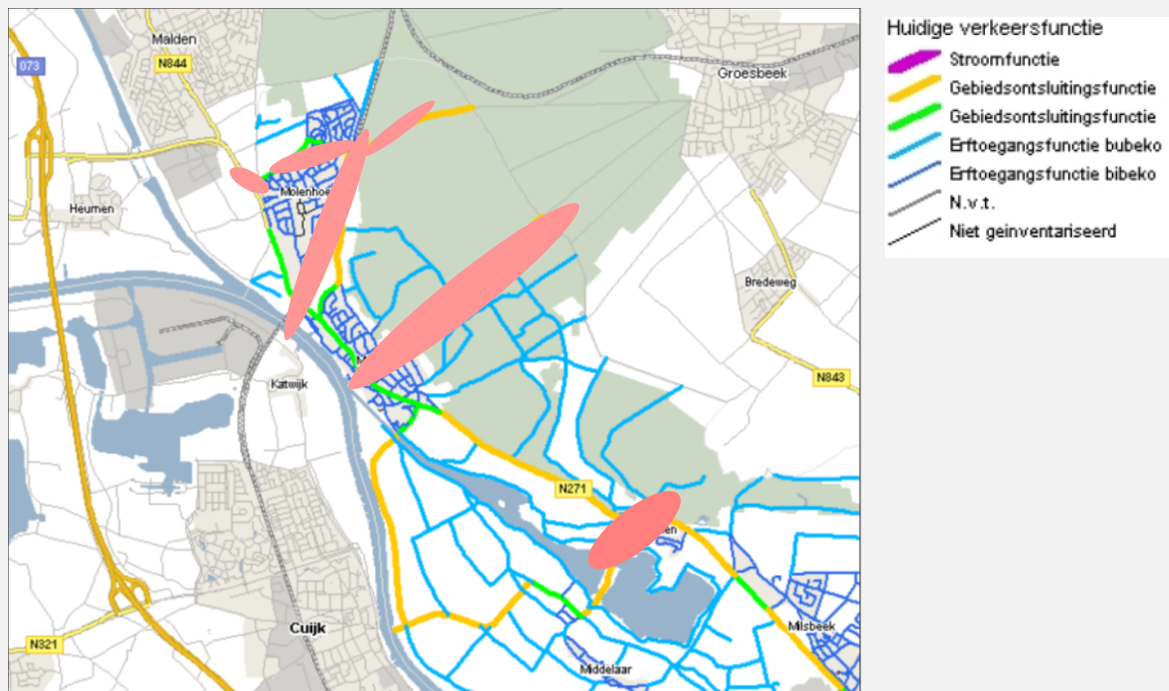 Malden
N844
073
Groesbeek
Heumen
Bredeweg
N843
Katwijk
N271
Cuijk
N321
Milsbeek
Middelaar
Huidige verkeersfunctie
Stroomfunctie
Gebiedsontsluitingsfunctie
Gebiedsontsluitingsfunctie
Erftoegangsfunctie bubeko
Erftoegangsfunctie bibeko
N.v.t.
Niet geinventariseerd